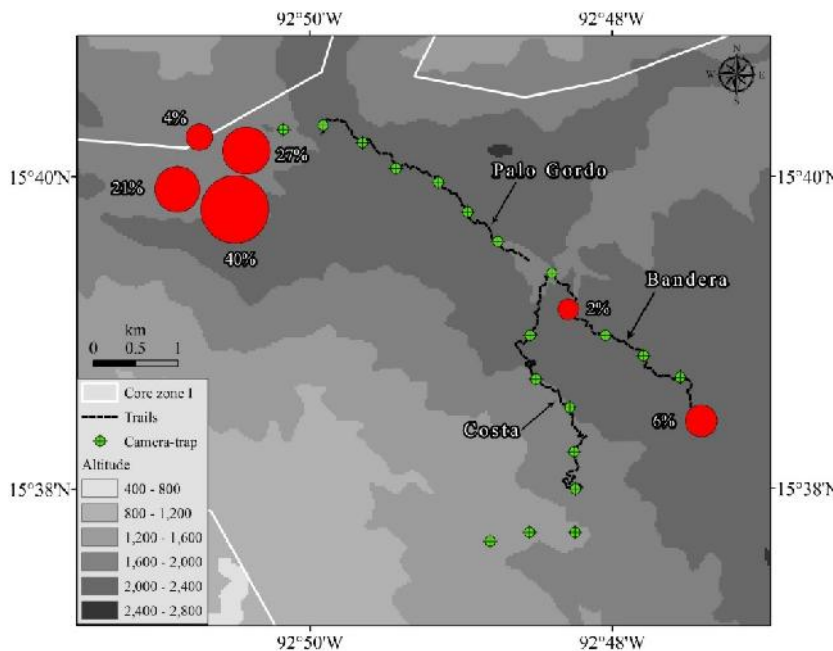 92°50'W
92°48'W
N
W
E
S
4%
27%
15°40'N
15°40'N
21%
Palo Gordo
40%
Bandera
2%
km
0 0.5 1
Core zone I
Trails
Costa
6%
Camera-trap
Altitude
15°38'N
15°38'N
400 - 800
800 - 1,200
1,200 - 1,600
1,600 - 2,000
2,000 - 2,400
2,400 - 2,800
92°50'W
92°48'W